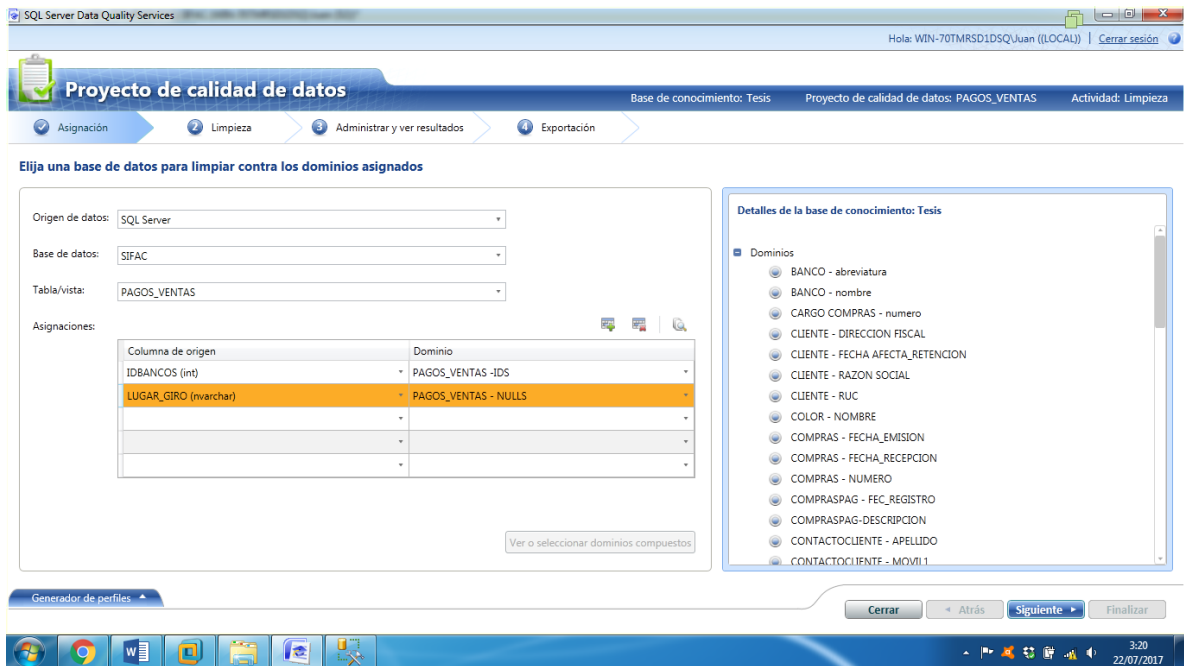 SQL Server Data Quality Services
Hola: WIN-70TMRSD1DSQ\Juan ((LOCAL)) | Cerrar sesión
Proyecto de calidad de datos
Base de conocimiento: Tesis
Proyecto de calidad de datos: PAGOS_VENTAS
Actividad: Limpieza
Asignación
2 Limpieza
3 Administrar y ver resultados
4 Exportación
Elija una base de datos para limpiar contra los dominios asignados
Origen de datos: SQL Server
Base de datos: SIFAC
Tabla/vista: PAGOS_VENTAS
Asignaciones:
Columna de origen Dominio
IDBANCOS (int) PAGOS_VENTAS -IDS
LUGAR_GIRO (nvarchar) PAGOS_VENTAS - NULLS
Ver o seleccionar dominios compuestos
Detalles de la base de conocimiento: Tesis
Dominios
BANCO - abreviatura
BANCO - nombre
CARGO COMPRAS - numero
CLIENTE - DIRECCION FISCAL
CLIENTE - FECHA AFECTA_RETENCION
CLIENTE - RAZON SOCIAL
CLIENTE - RUC
COLOR - NOMBRE
COMPRAS - FECHA_EMISION
COMPRAS - FECHA_RECEPCION
COMPRAS - NUMERO
COMPRASPAG - FEC_REGISTRO
COMPRASPAG-DESCRIPCION
CONTACTOCLIENTE - APELLIDO
CONTACTOCLIENTE - MOVIL1
Generador de perfiles
Cerrar
Atrás
Siguiente
Finalizar
3:20
22/07/2017